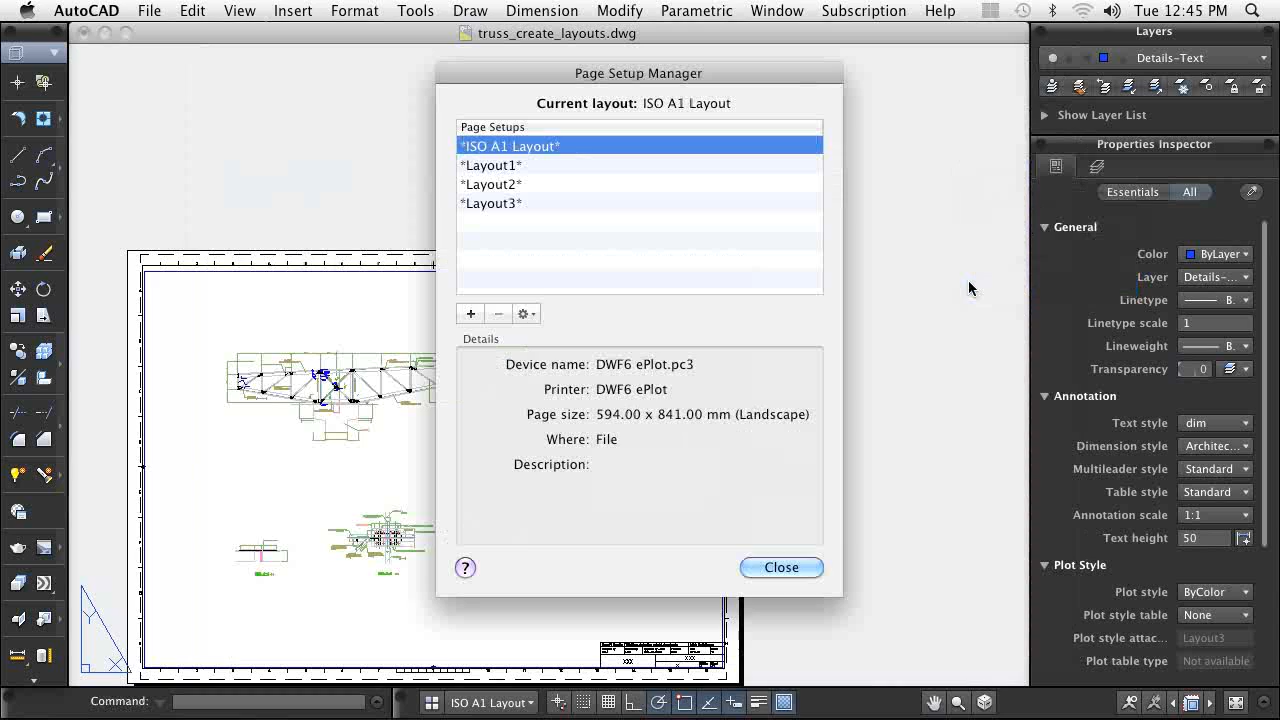 AutoCAD File Edit View Insert Format Tools Draw Dimension Modify Parametric Window Subscription Help Tue 12:45 PM
truss_create_layouts.dwg
Page Setup Manager
Current layout: ISO A1 Layout
Page Setups
*ISO A1 Layout*
*Layout1*
*Layout2*
*Layout3*
+ −
Details
Device name: DWF6 ePlot.pc3
Printer: DWF6 ePlot
Page size: 594.00 x 841.00 mm (Landscape)
Where: File
Description:
? Close
XXX XXX
Y X
Layers
Details-Text
Show Layer List
Properties Inspector
Essentials All
General
Color ByLayer
Layer Details-...
Linetype B.
Linetype scale 1
Lineweight B.
Transparency 0
Annotation
Text style dim
Dimension style Architec...
Multileader style Standard
Table style Standard
Annotation scale 1:1
Text height 50
Plot Style
Plot style ByColor
Plot style table None
Plot style attac... Layout3
Plot table type Not available
Command: ISO A1 Layout